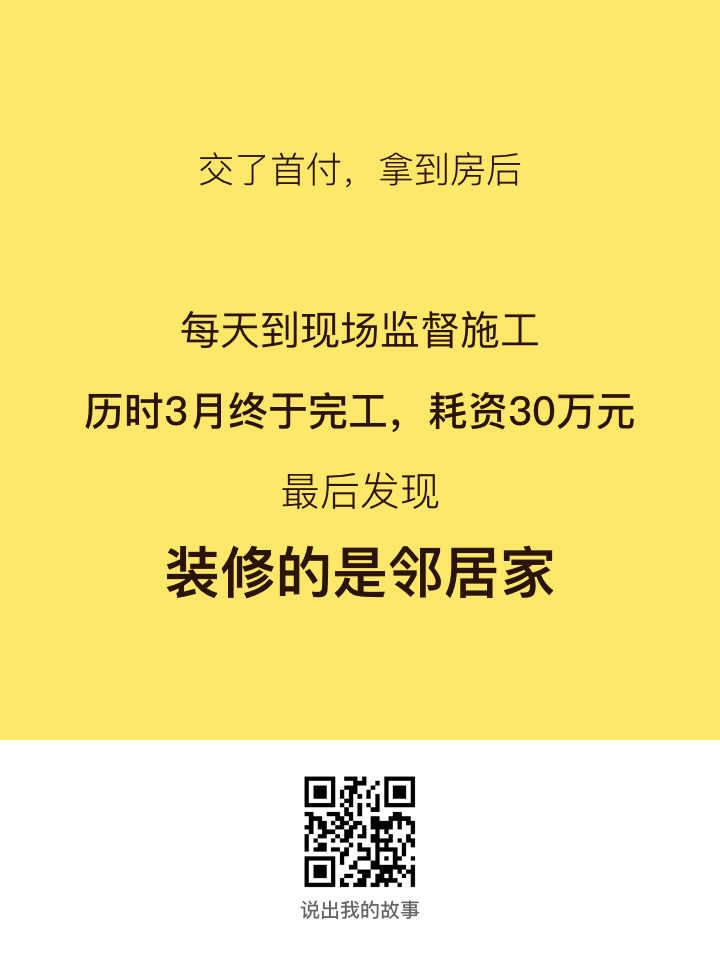 交了首付，拿到房后
每天到现场监督施工
历时3月终于完工，耗资30万元
最后发现
装修的是邻居家
说出我的故事